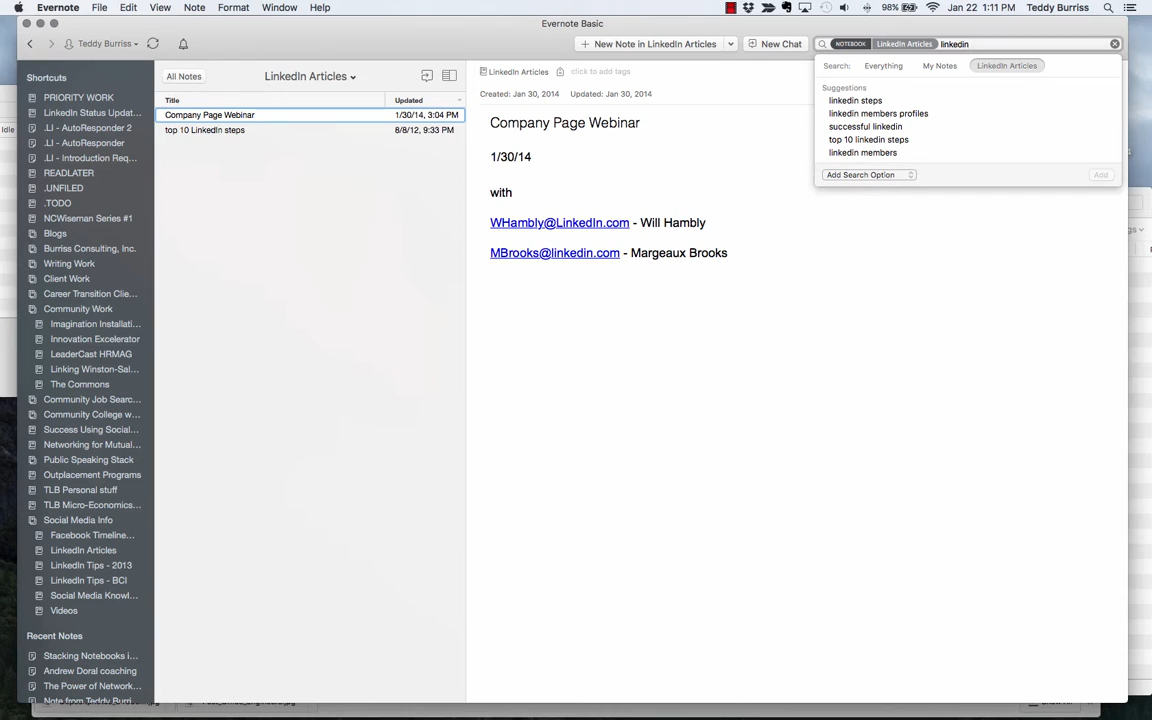 Evernote File Edit View Note Format Window Help 98% Jan 22 1:11 PM Teddy Burriss
Evernote Basic
Teddy Burriss
+ New Note in LinkedIn Articles
New Chat
NOTEBOOK LinkedIn Articles linkedin
Shortcuts
PRIORITY WORK
LinkedIn Status Updat...
.LI - AutoResponder 2
.LI - AutoResponder
.LI - Introduction Req...
READLATER
.UNFILED
.TODO
NCWiseman Series #1
Blogs
Burriss Consulting, Inc.
Writing Work
Client Work
Career Transition Clie...
Community Work
Imagination Installati...
Innovation Excelerator
LeaderCast HRMAG
Linking Winston-Sal...
The Commons
Community Job Searc...
Community College w...
Success Using Social...
Networking for Mutual...
Public Speaking Stack
Outplacement Programs
TLB Personal stuff
TLB Micro-Economics...
Social Media Info
Facebook Timeline...
LinkedIn Articles
LinkedIn Tips - 2013
LinkedIn Tips - BCI
Social Media Knowl...
Videos
Recent Notes
Stacking Notebooks i...
Andrew Doral coaching
The Power of Network...
Note from Teddy Burri...
All Notes
LinkedIn Articles
Title Updated
Company Page Webinar 1/30/14, 3:04 PM
top 10 LinkedIn steps 8/8/12, 9:33 PM
LinkedIn Articles click to add tags
Created: Jan 30, 2014 Updated: Jan 30, 2014
Company Page Webinar
1/30/14
with
WHambly@LinkedIn.com - Will Hambly
MBrooks@linkedin.com - Margeaux Brooks
Search: Everything My Notes LinkedIn Articles
Suggestions
linkedin steps
linkedin members profiles
successful linkedin
top 10 linkedin steps
linkedin members
Add Search Option
Add
Idle